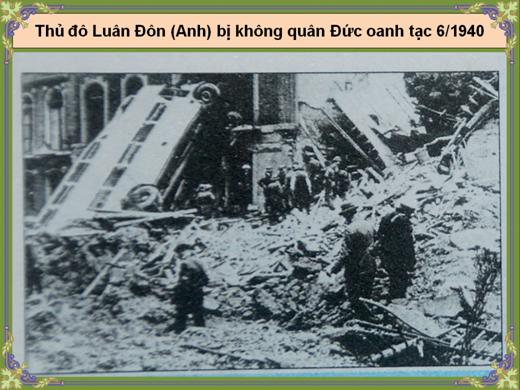 Thủ đô Luân Đôn (Anh) bị không quân Đức oanh tạc 6/1940